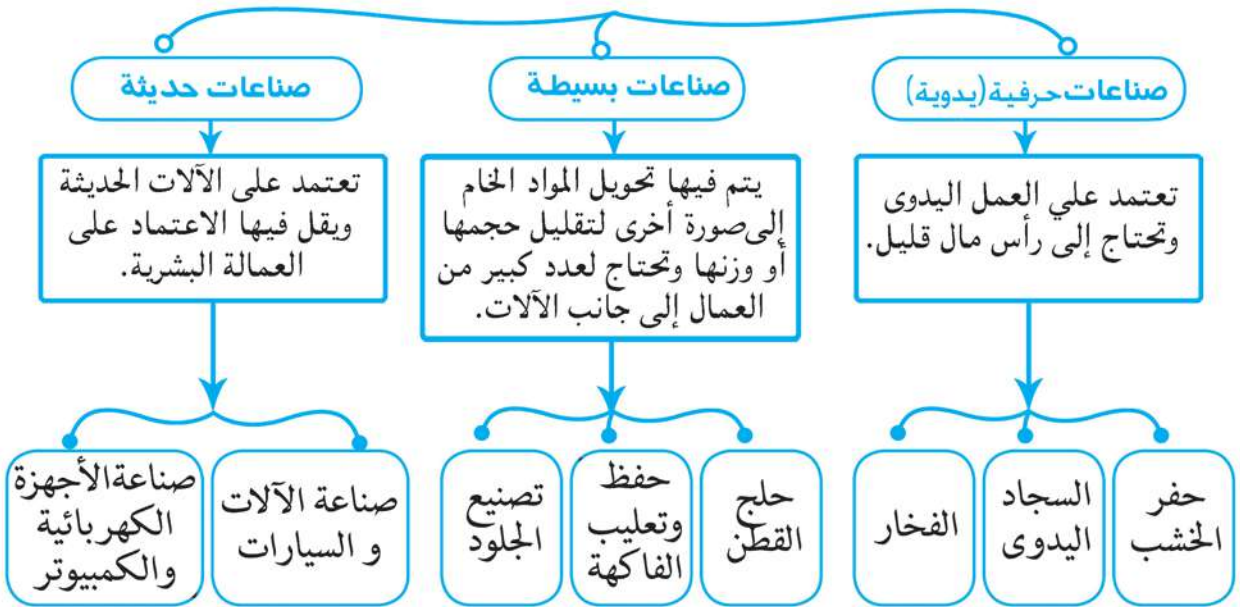 صناعات حرفية (يدوية)
صناعات بسيطة
صناعات حديثة
تعتمد علي العمل اليدوى
وتحتاج إلى رأس مال قليل.
يتم فيها تحويل المواد الخام
إلى صورة أخرى لتقليل حجمها
أو وزنها وتحتاج لعدد كبير من
العمال إلى جانب الآلات.
تعتمد على الآلات الحديثة
ويقل فيها الاعتماد على
العمالة البشرية.
حفر
الخشب
السجاد
اليدوى
الفخار
حلج
القطن
حفظ
وتعليب
الفاكهة
تصنيع
الجلود
صناعة الآلات
و السيارات
صناعة الأجهزة
الكهربائية
والكمبيوتر